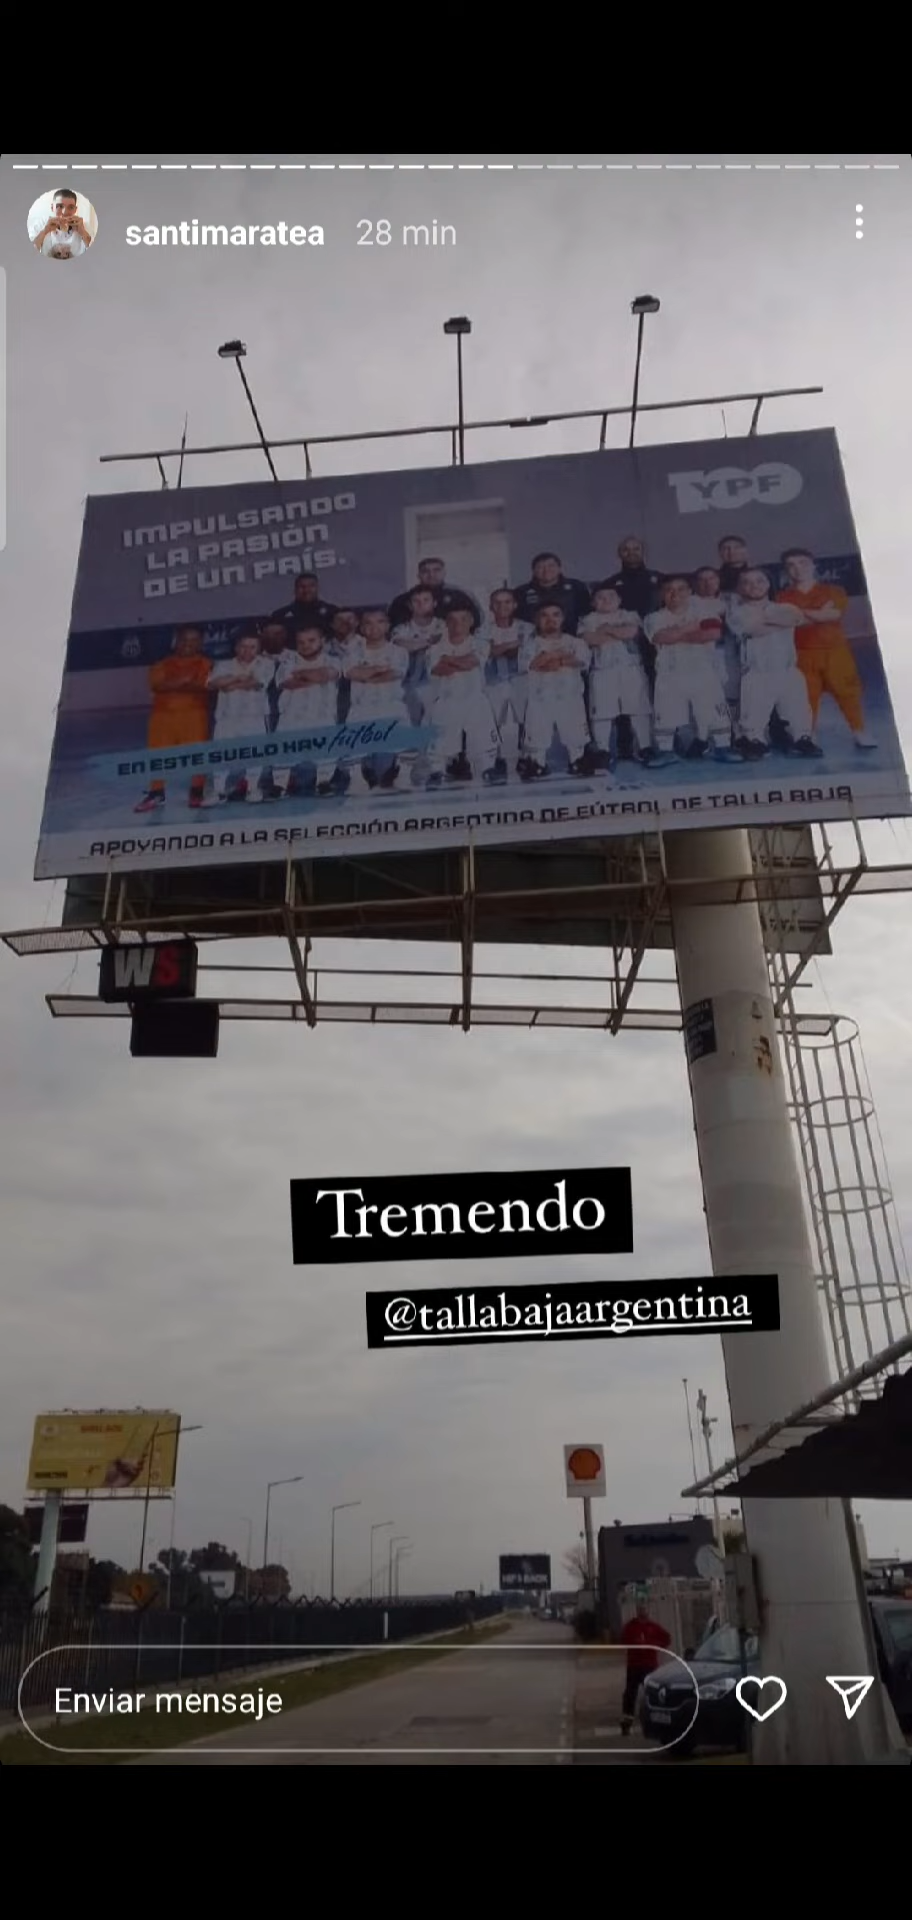 santimaratea 28 min
IMPULSANDO
LA PASIÓN
DE UN PAÍS.
100
YPF
EN ESTE SUELO HAY fútbol
APOYANDO A LA SELECCIÓN ARGENTINA DE FÚTBOL DE TALLA BAJA
WS
Tremendo
@tallabajaargentina
Enviar mensaje